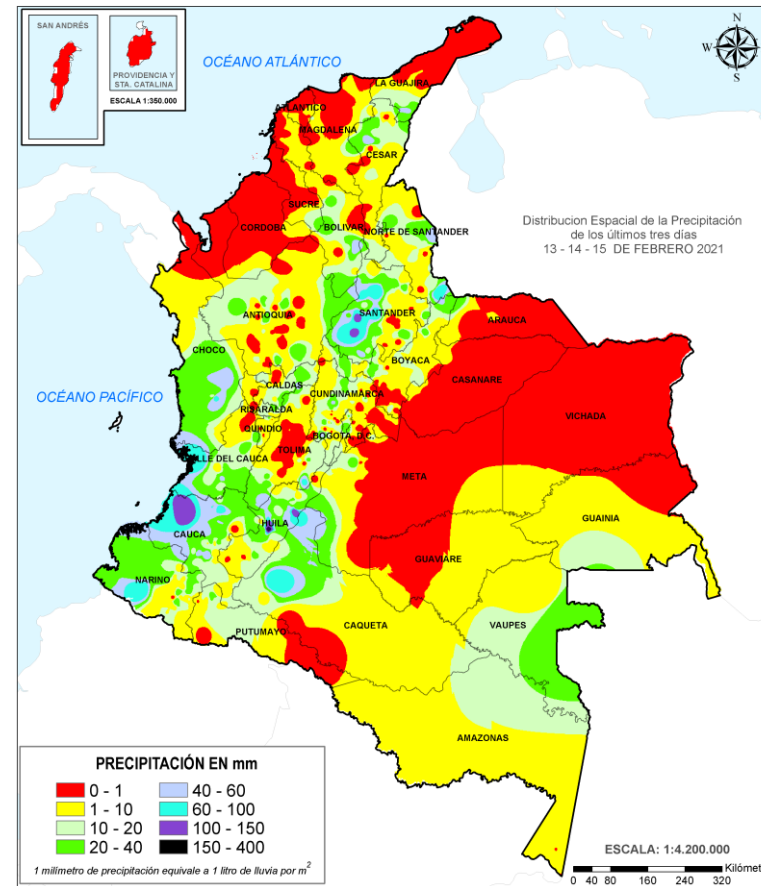 SAN ANDRÉS
PROVIDENCIA Y
STA. CATALINA
ESCALA 1:350.000
OCÉANO ATLÁNTICO
N
W
E
S
LA GUAJIRA
ATLANTICO
MAGDALENA
CESAR
SUCRE
CORDOBA
BOLIVAR
NORTE DE SANTANDER
Distribucion Espacial de la Precipitación
de los últimos tres días
13 - 14 - 15 DE FEBRERO 2021
ANTIOQUIA
SANTANDER
ARAUCA
CHOCO
BOYACA
OCÉANO PACÍFICO
CALDAS
CUNDINAMARCA
CASANARE
VICHADA
RISARALDA
QUINDIO
BOGOTA, D.C.
TOLIMA
VALLE DEL CAUCA
META
GUAINIA
CAUCA
HUILA
GUAVIARE
NARIÑO
PUTUMAYO
CAQUETA
VAUPES
AMAZONAS
PRECIPITACIÓN EN mm
0 - 1
40 - 60
1 - 10
60 - 100
10 - 20
100 - 150
20 - 40
150 - 400
1 milímetro de precipitación equivale a 1 litro de lluvia por m²
ESCALA: 1:4.200.000
Kilómet
0 40 80 160 240 320